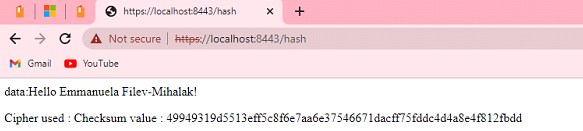 https://localhost:8443/hash
Not secure | https://localhost:8443/hash
Gmail YouTube
data:Hello Emmanuela Filev-Mihalak!
Cipher used : Checksum value : 49949319d5513eff5c8f6e7aa6e37546671dacff75fddc4d4a8e4f812fbdd